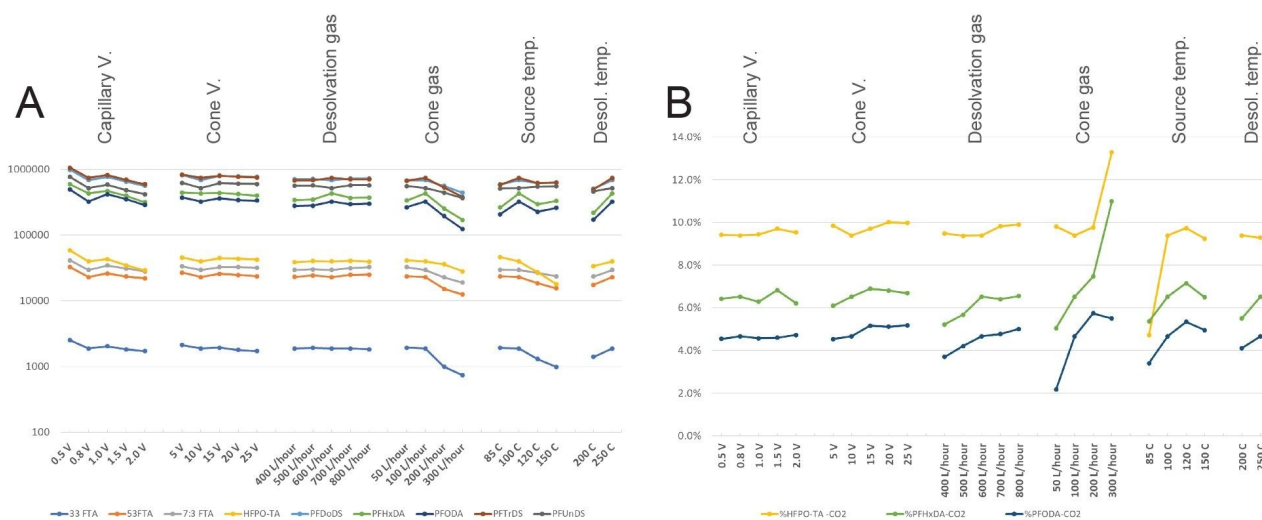 A
Capillary V.
Cone V.
Desolvation gas
Cone gas
Source temp.
Desol. temp.
1000000
100000
10000
1000
100
0.5 V
0.8 V
1.0 V
1.5 V
2.0 V
5 V
10 V
15 V
20 V
25 V
400 L/hour
500 L/hour
600 L/hour
700 L/hour
800 L/hour
50 L/hour
100 L/hour
200 L/hour
300 L/hour
85 C
100 C
120 C
150 C
200 C
250 C
33 FTA 53FTA 7:3 FTA HFPO-TA PFDoDS PFHxDA PFODA PFTrDS PFUnDS
B
Capillary V.
Cone V.
Desolvation gas
Cone gas
Source temp.
Desol. temp.
14.0%
12.0%
10.0%
8.0%
6.0%
4.0%
2.0%
0.0%
0.5 V
0.8 V
1.0 V
1.5 V
2.0 V
5 V
10 V
15 V
20 V
25 V
400 L/hour
500 L/hour
600 L/hour
700 L/hour
800 L/hour
50 L/hour
100 L/hour
200 L/hour
300 L/hour
85 C
100 C
120 C
150 C
200 C
%HFPO-TA -CO2 %PFHxDA-CO2 %PFODA-CO2